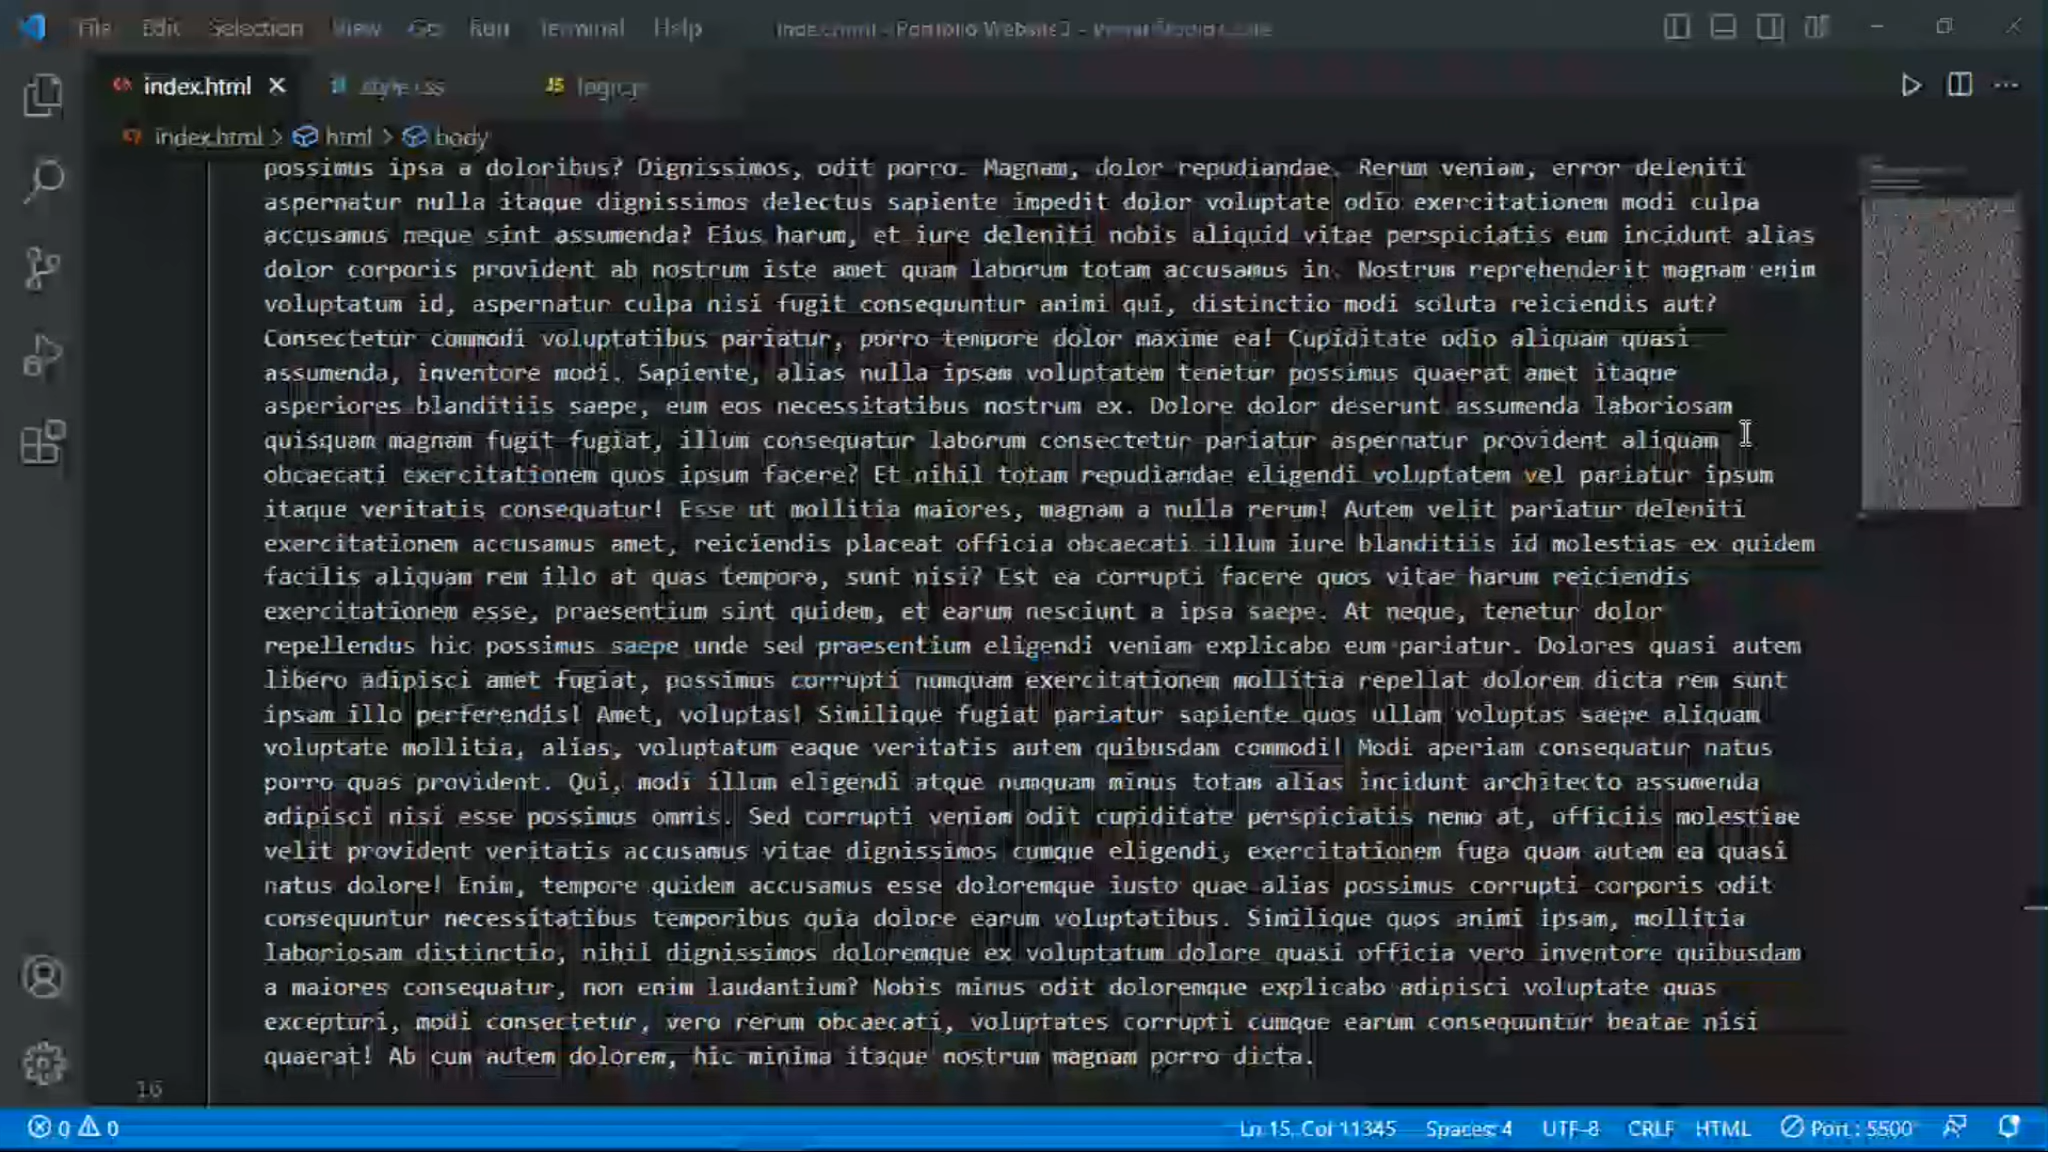 File Edit Selection View Go Run Terminal Help index.html - Portfolio Website
index.html style.css JS
index.html > html > body
possimus ipsa a doloribus? Dignissimos, odit porro. Magnam, dolor repudiandae. Rerum veniam, error deleniti
aspernatur nulla itaque dignissimos delectus sapiente impedit dolor voluptate odio exercitationem modi culpa
accusamus neque sint assumenda? Eius harum, et iure deleniti nobis aliquid vitae perspiciatis eum incidunt alias
dolor corporis provident ab nostrum iste amet quam laborum totam accusamus in. Nostrum reprehenderit magnam enim
voluptatum id, aspernatur culpa nisi fugit consequuntur animi qui, distinctio modi soluta reiciendis aut?
Consectetur commodi voluptatibus pariatur, porro tempore dolor maxime ea! Cupiditate odio aliquam quasi
assumenda, inventore modi. Sapiente, alias nulla ipsam voluptatem tenetur possimus quaerat amet itaque
asperiores blanditiis saepe, eum eos necessitatibus nostrum ex. Dolore dolor deserunt assumenda laboriosam
quisquam magnam fugit fugiat, illum consequatur laborum consectetur pariatur aspernatur provident aliquam
obcaecati exercitationem quos ipsum facere? Et nihil totam repudiandae eligendi voluptatem vel pariatur ipsum
itaque veritatis consequatur! Esse ut mollitia maiores, magnam a nulla rerum! Autem velit pariatur deleniti
exercitationem accusamus amet, reiciendis placeat officia obcaecati illum iure blanditiis id molestias ex quidem
facilis aliquam rem illo at quas tempora, sunt nisi? Est ea corrupti facere quos vitae harum reiciendis
exercitationem esse, praesentium sint quidem, et earum nesciunt a ipsa saepe. At neque, tenetur dolor
repellendus hic possimus saepe unde sed praesentium eligendi veniam explicabo eum pariatur. Dolores quasi autem
libero adipisci amet fugiat, possimus corrupti numquam exercitationem mollitia repellat dolorem dicta rem sunt
ipsam illo perferendis! Amet, voluptas! Similique fugiat pariatur sapiente quos ullam voluptas saepe aliquam
voluptate mollitia, alias, voluptatum eaque veritatis autem quibusdam commodi! Modi aperiam consequatur natus
porro quas provident. Qui, modi illum eligendi atque numquam minus totam alias incidunt architecto assumenda
adipisci nisi esse possimus omnis. Sed corrupti veniam odit cupiditate perspiciatis nemo at, officiis molestiae
velit provident veritatis accusamus vitae dignissimos cumque eligendi, exercitationem fuga quam autem ea quasi
natus dolore! Enim, tempore quidem accusamus esse doloremque iusto quae alias possimus corrupti corporis odit
consequuntur necessitatibus temporibus quia dolore earum voluptatibus. Similique quos animi ipsam, mollitia
laboriosam distinctio, nihil dignissimos doloremque ex voluptatum dolore quasi officia vero inventore quibusdam
a maiores consequatur, non enim laudantium? Nobis minus odit doloremque explicabo adipisci voluptate quas
excepturi, modi consectetur, vero rerum obcaecati, voluptates corrupti cumque earum consequuntur beatae nisi
quaerat! Ab cum autem dolorem, hic minima itaque nostrum magnam porro dicta.
16
0 0 Ln 15, Col 11345 Spaces: 4 UTF-8 CRLF HTML Port : 5500